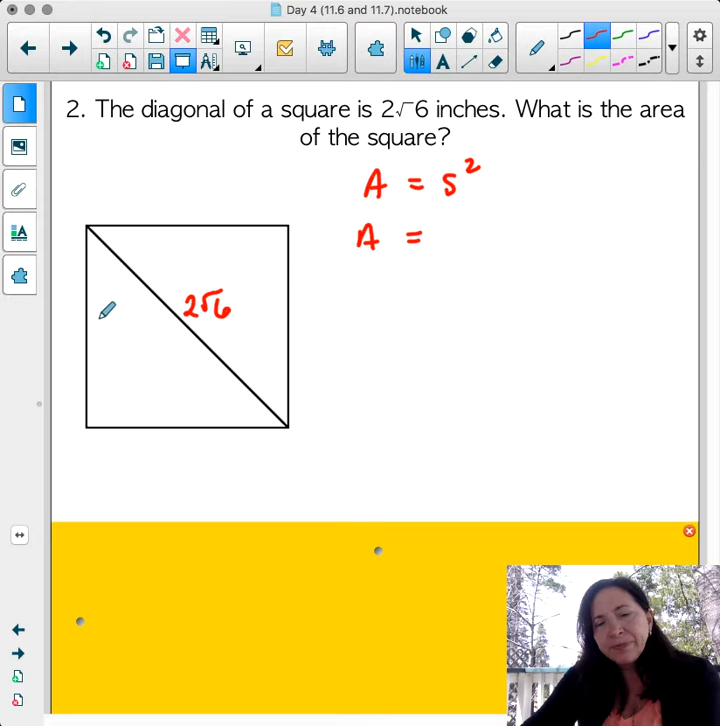 Day 4 (11.6 and 11.7).notebook
2. The diagonal of a square is 2√6 inches. What is the area
of the square?
A = s²
A =
2√6